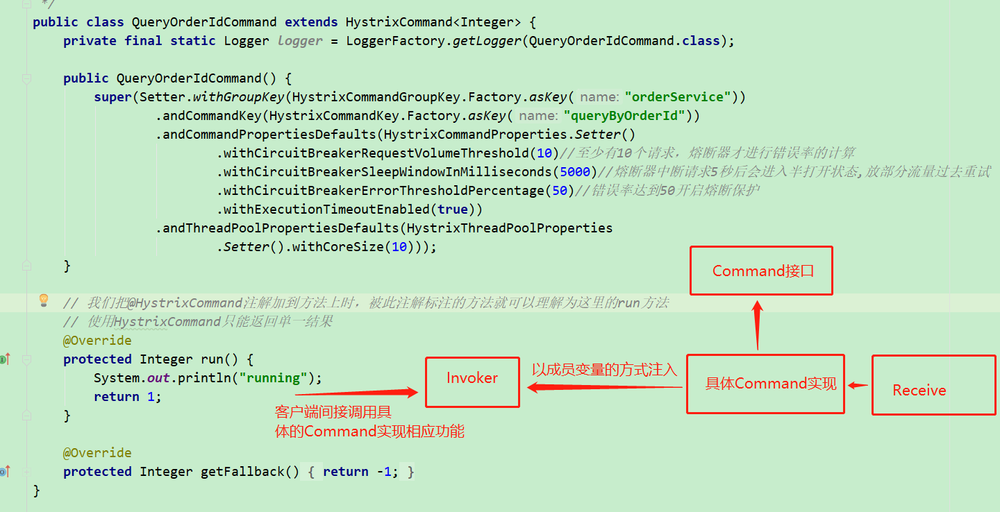 */
public class QueryOrderIdCommand extends HystrixCommand<Integer> {
private final static Logger logger = LoggerFactory.getLogger(QueryOrderIdCommand.class);
public QueryOrderIdCommand() {
super(Setter.withGroupKey(HystrixCommandGroupKey.Factory.asKey( name: "orderService"))
.andCommandKey(HystrixCommandKey.Factory.asKey( name: "queryByOrderId"))
.andCommandPropertiesDefaults(HystrixCommandProperties.Setter()
.withCircuitBreakerRequestVolumeThreshold(10)//至少有10个请求，熔断器才进行错误率的计算
.withCircuitBreakerSleepWindowInMilliseconds(5000)//熔断器中断请求5秒后会进入半打开状态,放部分流量过去重试
.withCircuitBreakerErrorThresholdPercentage(50)//错误率达到50开启熔断保护
.withExecutionTimeoutEnabled(true))
.andThreadPoolPropertiesDefaults(HystrixThreadPoolProperties
.Setter().withCoreSize(10)));
}
Command接口
// 我们把@HystrixCommand注解加到方法上时，被此注解标注的方法就可以理解为这里的run方法
// 使用HystrixCommand只能返回单一结果
@Override
protected Integer run() {
System.out.println("running");
return 1;
}
Invoker
以成员变量的方式注入
具体Command实现
Receive
客户端间接调用具
体的Command实现相应功能
@Override
protected Integer getFallback() { return -1; }
}